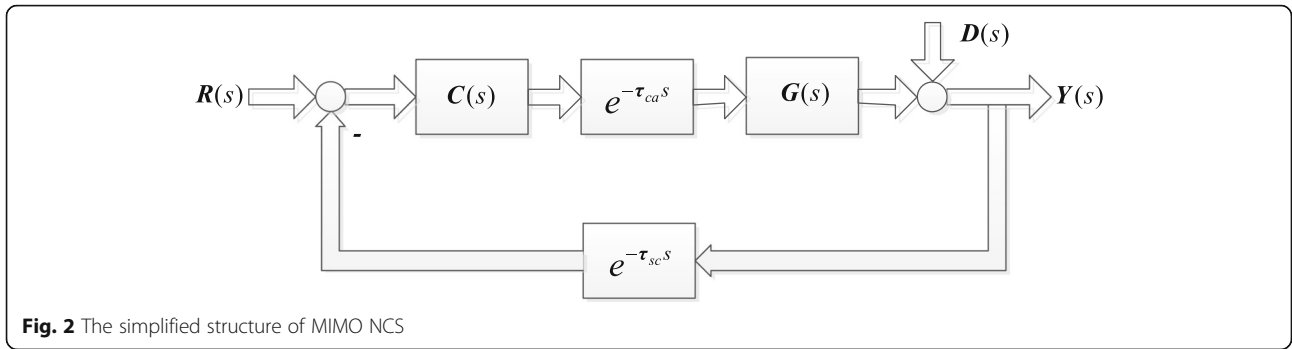 D(s)
R(s)
C(s)
e^{-τ_{ca}s}
G(s)
Y(s)
-
e^{-τ_{sc}s}
Fig. 2 The simplified structure of MIMO NCS